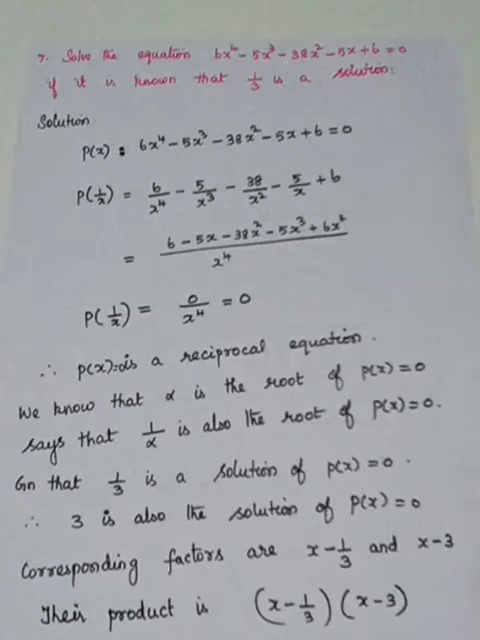 7. Solve the equation 6x⁴ - 5x³ - 38x² - 5x + 6 = 0
if it is known that 1/3 is a solution:
Solution
P(x) : 6x⁴ - 5x³ - 38x² - 5x + 6 = 0
P(1/x) = 6/x⁴ - 5/x³ - 38/x² - 5/x + 6
= (6 - 5x - 38x² - 5x³ + 6x⁴)/x⁴
P(1/x) = 0/x⁴ = 0
∴ P(x)=0 is a reciprocal equation.
We know that α is the root of P(x) = 0
says that 1/α is also the root of P(x) = 0.
Gn that 1/3 is a solution of P(x) = 0.
∴ 3 is also the solution of P(x) = 0
Corresponding factors are x - 1/3 and x - 3
Their product is (x - 1/3) (x - 3)